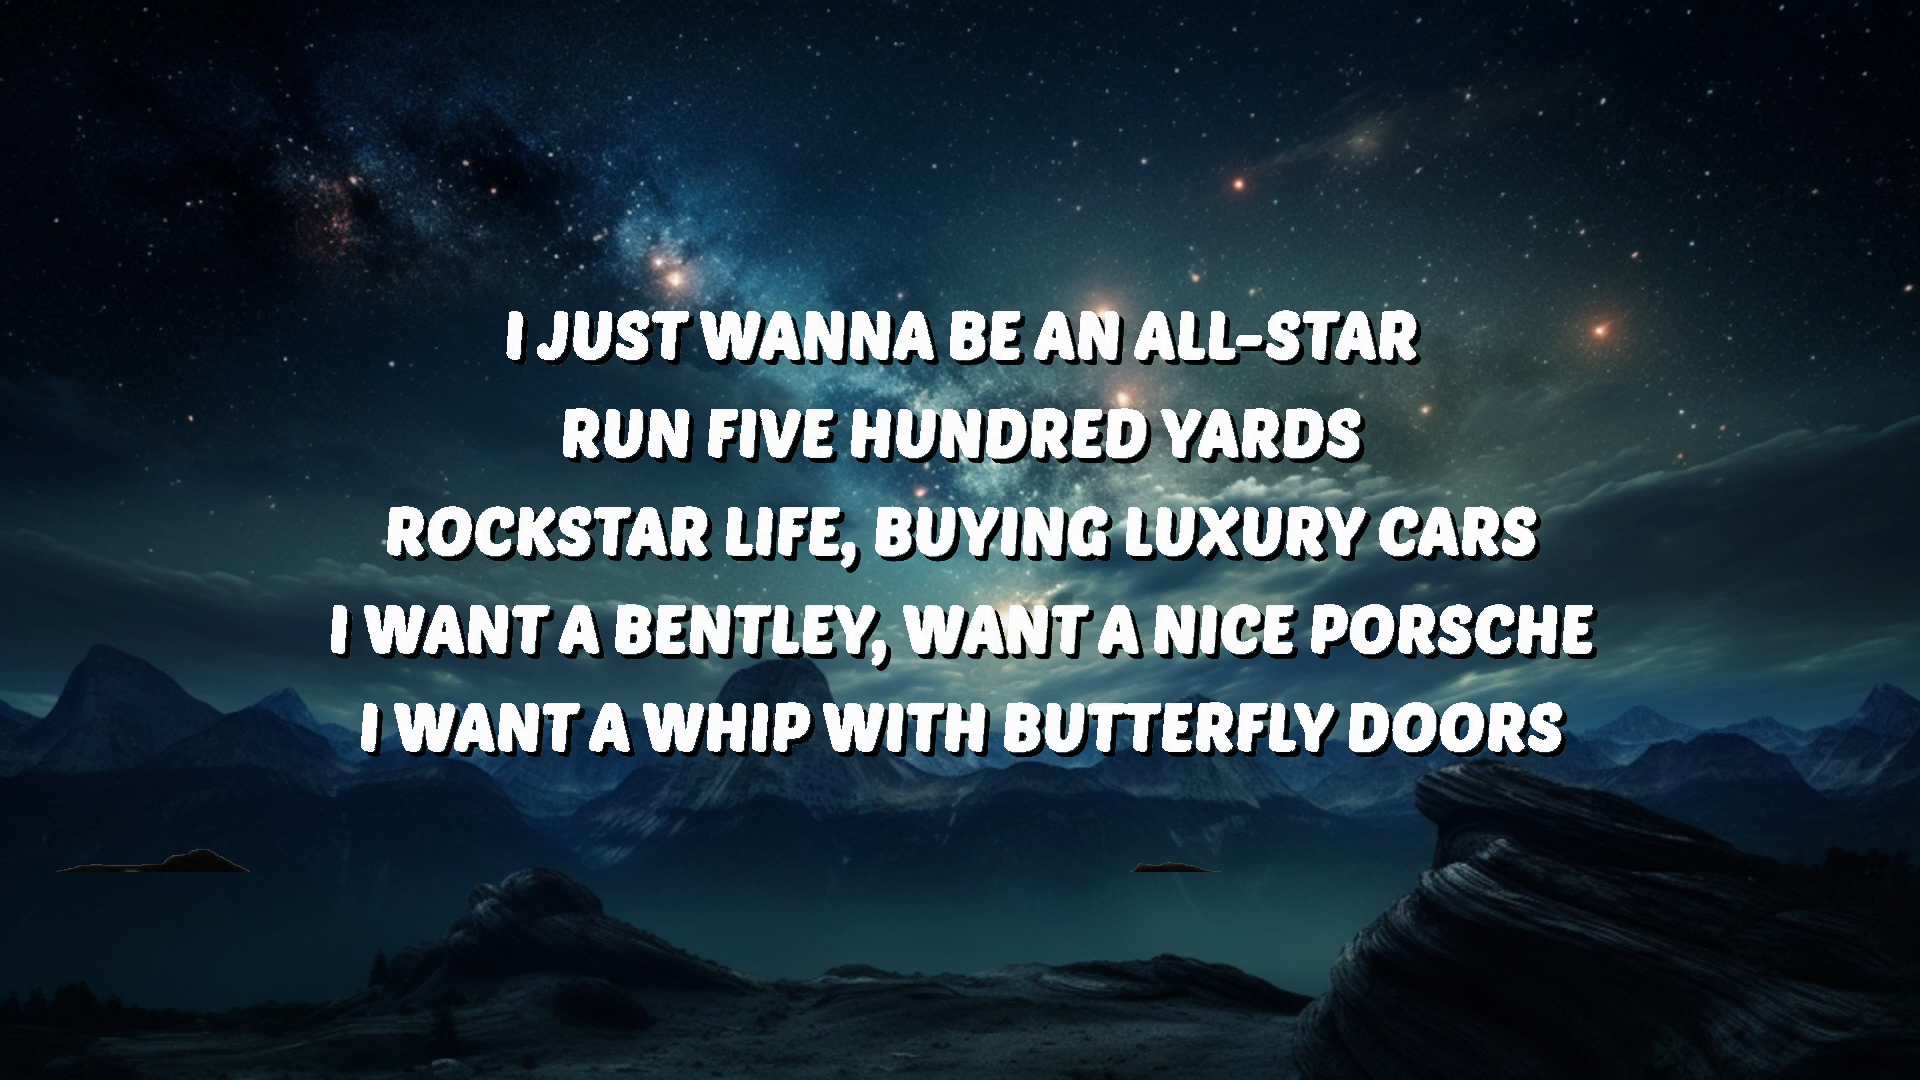 I JUST WANNA BE AN ALL-STAR
RUN FIVE HUNDRED YARDS
ROCKSTAR LIFE, BUYING LUXURY CARS
I WANT A BENTLEY, WANT A NICE PORSCHE
I WANT A WHIP WITH BUTTERFLY DOORS